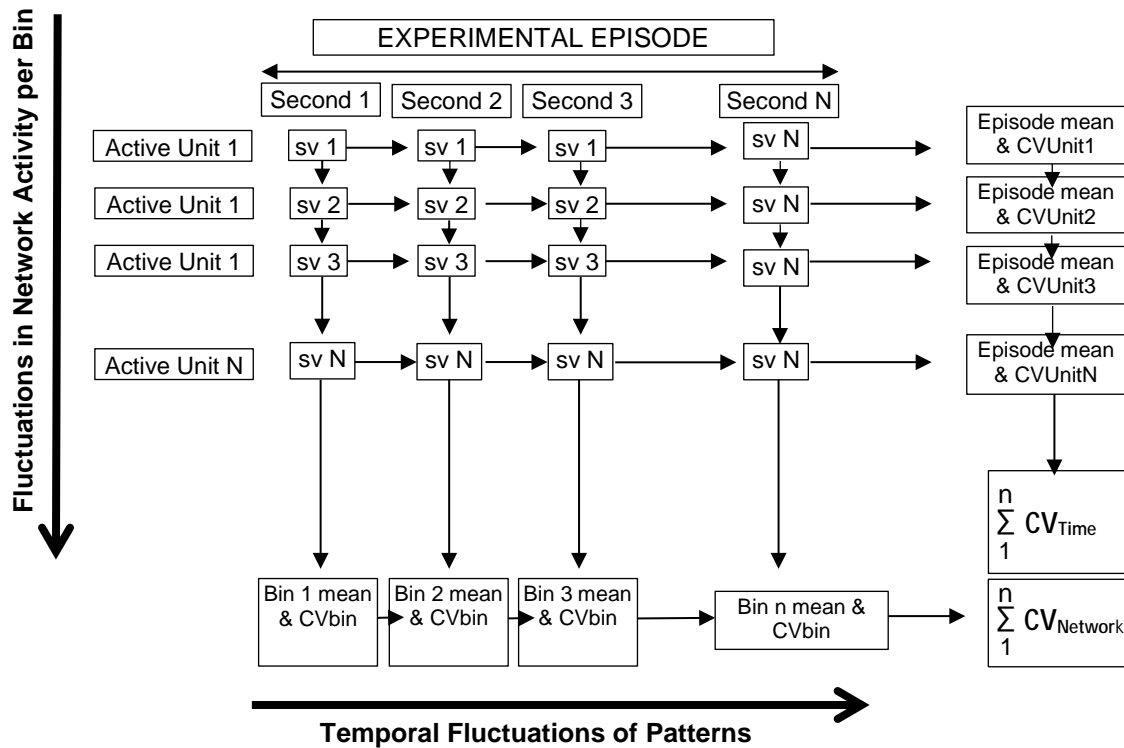 Fluctuations in Network Activity per Bin
EXPERIMENTAL EPISODE
Second 1 Second 2 Second 3 Second N
Active Unit 1 sv 1 sv 1 sv 1 sv N Episode mean
& CVUnit1
Active Unit 1 sv 2 sv 2 sv 2 sv N Episode mean
& CVUnit2
Active Unit 1 sv 3 sv 3 sv 3 sv N Episode mean
& CVUnit3
Active Unit N sv N sv N sv N sv N Episode mean
& CVUnitN
n
Σ CVTime
1
Bin 1 mean
& CVbin
Bin 2 mean
& CVbin
Bin 3 mean
& CVbin
Bin n mean &
CVbin
n
Σ CVNetwork
1
Temporal Fluctuations of Patterns